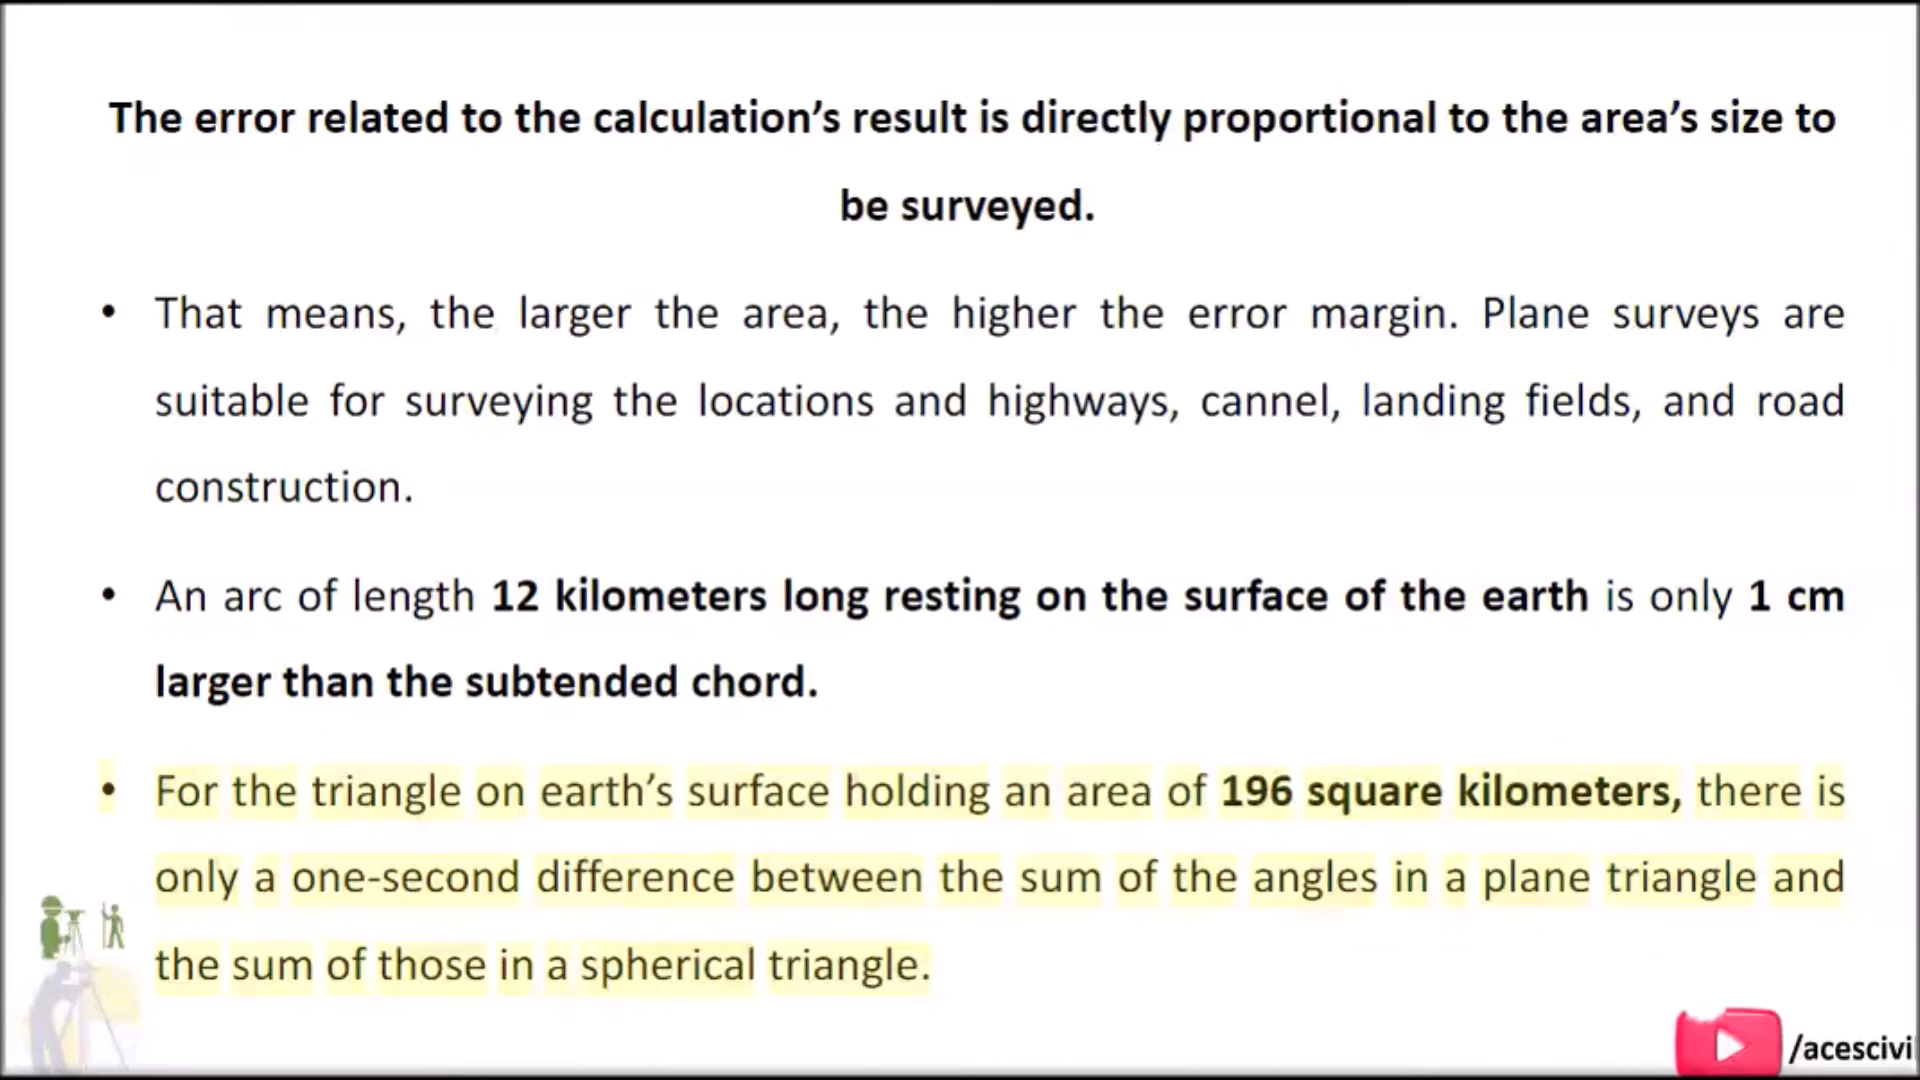 The error related to the calculation’s result is directly proportional to the area’s size to
be surveyed.
• That means, the larger the area, the higher the error margin. Plane surveys are
suitable for surveying the locations and highways, cannel, landing fields, and road
construction.
• An arc of length 12 kilometers long resting on the surface of the earth is only 1 cm
larger than the subtended chord.
• For the triangle on earth’s surface holding an area of 196 square kilometers, there is
only a one-second difference between the sum of the angles in a plane triangle and
the sum of those in a spherical triangle.
/acescivi